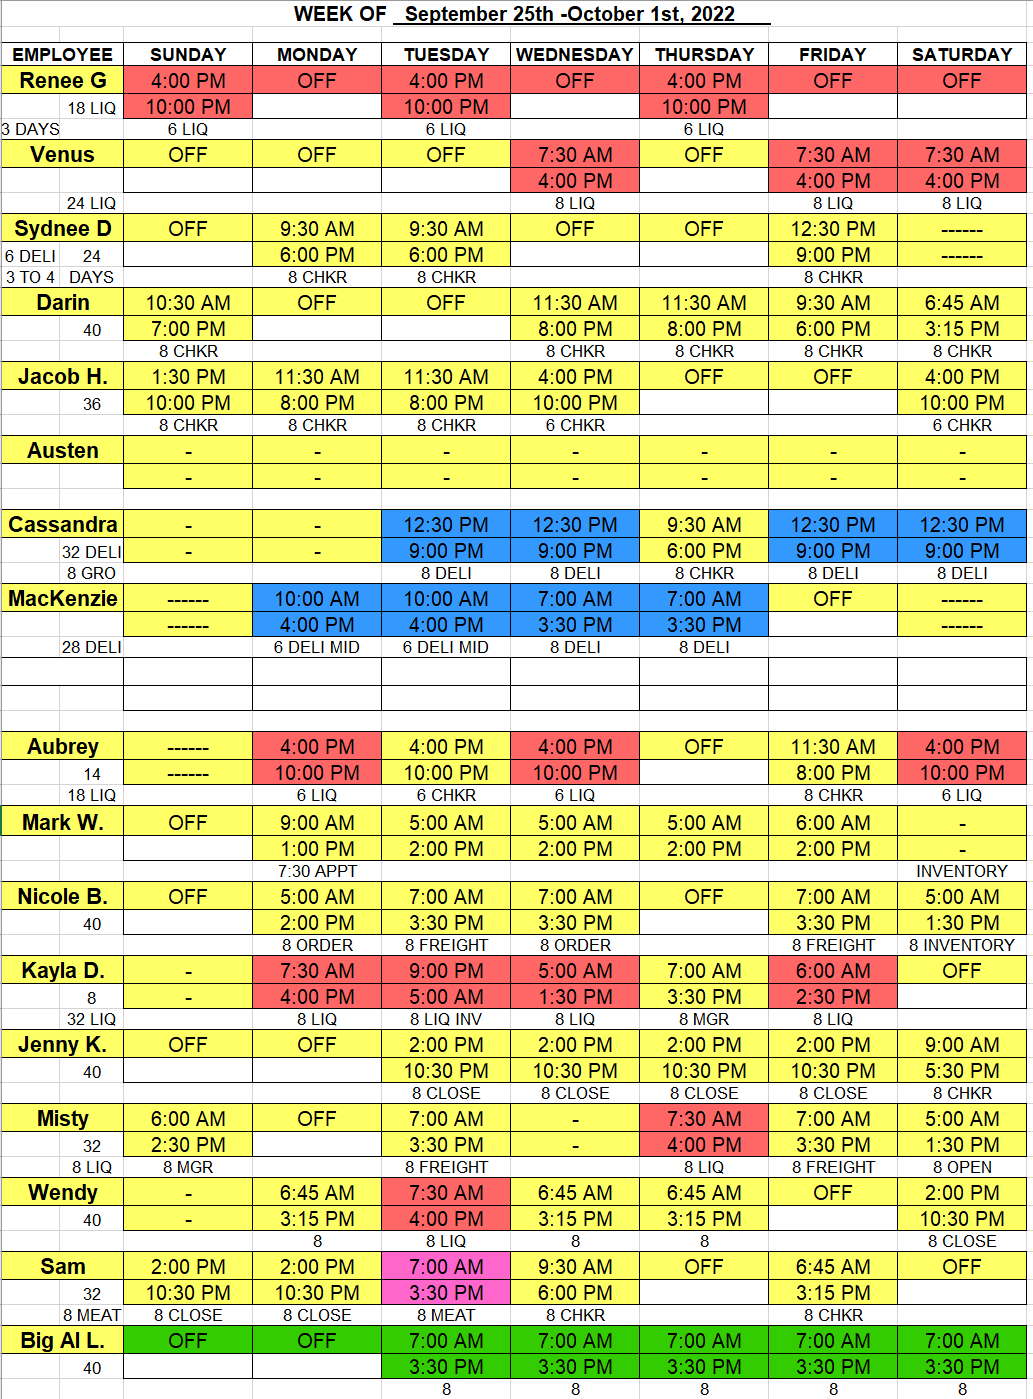 WEEK OF September 25th -October 1st, 2022
EMPLOYEE SUNDAY MONDAY TUESDAY WEDNESDAY THURSDAY FRIDAY SATURDAY
Renee G 4:00 PM OFF 4:00 PM OFF 4:00 PM OFF OFF
18 LIQ 10:00 PM 10:00 PM 10:00 PM
3 DAYS 6 LIQ 6 LIQ 6 LIQ
Venus OFF OFF OFF 7:30 AM OFF 7:30 AM 7:30 AM
4:00 PM 4:00 PM 4:00 PM
24 LIQ 8 LIQ 8 LIQ 8 LIQ
Sydnee D OFF 9:30 AM 9:30 AM OFF OFF 12:30 PM ------
6 DELI 24 6:00 PM 6:00 PM 9:00 PM ------
3 TO 4 DAYS 8 CHKR 8 CHKR 8 CHKR
Darin 10:30 AM OFF OFF 11:30 AM 11:30 AM 9:30 AM 6:45 AM
40 7:00 PM 8:00 PM 8:00 PM 6:00 PM 3:15 PM
8 CHKR 8 CHKR 8 CHKR 8 CHKR 8 CHKR
Jacob H. 1:30 PM 11:30 AM 11:30 AM 4:00 PM OFF OFF 4:00 PM
36 10:00 PM 8:00 PM 8:00 PM 10:00 PM 10:00 PM
8 CHKR 8 CHKR 8 CHKR 6 CHKR 6 CHKR
Austen - - - - - - -
- - - - - - -
Cassandra - - 12:30 PM 12:30 PM 9:30 AM 12:30 PM 12:30 PM
32 DELI - - 9:00 PM 9:00 PM 6:00 PM 9:00 PM 9:00 PM
8 GRO 8 DELI 8 DELI 8 CHKR 8 DELI 8 DELI
MacKenzie ------ 10:00 AM 10:00 AM 7:00 AM 7:00 AM OFF ------
------ 4:00 PM 4:00 PM 3:30 PM 3:30 PM ------
28 DELI 6 DELI MID 6 DELI MID 8 DELI 8 DELI
Aubrey ------ 4:00 PM 4:00 PM 4:00 PM OFF 11:30 AM 4:00 PM
14 ------ 10:00 PM 10:00 PM 10:00 PM 8:00 PM 10:00 PM
18 LIQ 6 LIQ 6 CHKR 6 LIQ 8 CHKR 6 LIQ
Mark W. OFF 9:00 AM 5:00 AM 5:00 AM 5:00 AM 6:00 AM -
1:00 PM 2:00 PM 2:00 PM 2:00 PM 2:00 PM -
7:30 APPT INVENTORY
Nicole B. OFF 5:00 AM 7:00 AM 7:00 AM OFF 7:00 AM 5:00 AM
40 2:00 PM 3:30 PM 3:30 PM 3:30 PM 1:30 PM
8 ORDER 8 FREIGHT 8 ORDER 8 FREIGHT 8 INVENTORY
Kayla D. - 7:30 AM 9:00 PM 5:00 AM 7:00 AM 6:00 AM OFF
8 - 4:00 PM 5:00 AM 1:30 PM 3:30 PM 2:30 PM
32 LIQ 8 LIQ 8 LIQ INV 8 LIQ 8 MGR 8 LIQ
Jenny K. OFF OFF 2:00 PM 2:00 PM 2:00 PM 2:00 PM 9:00 AM
40 10:30 PM 10:30 PM 10:30 PM 10:30 PM 5:30 PM
8 CLOSE 8 CLOSE 8 CLOSE 8 CLOSE 8 CHKR
Misty 6:00 AM OFF 7:00 AM - 7:30 AM 7:00 AM 5:00 AM
32 2:30 PM 3:30 PM - 4:00 PM 3:30 PM 1:30 PM
8 LIQ 8 MGR 8 FREIGHT 8 LIQ 8 FREIGHT 8 OPEN
Wendy - 6:45 AM 7:30 AM 6:45 AM 6:45 AM OFF 2:00 PM
40 - 3:15 PM 4:00 PM 3:15 PM 3:15 PM 10:30 PM
8 8 LIQ 8 8 8 CLOSE
Sam 2:00 PM 2:00 PM 7:00 AM 9:30 AM OFF 6:45 AM OFF
32 10:30 PM 10:30 PM 3:30 PM 6:00 PM 3:15 PM
8 MEAT 8 CLOSE 8 CLOSE 8 MEAT 8 CHKR 8 CHKR
Big Al L. OFF OFF 7:00 AM 7:00 AM 7:00 AM 7:00 AM 7:00 AM
40 3:30 PM 3:30 PM 3:30 PM 3:30 PM 3:30 PM
8 8 8 8 8